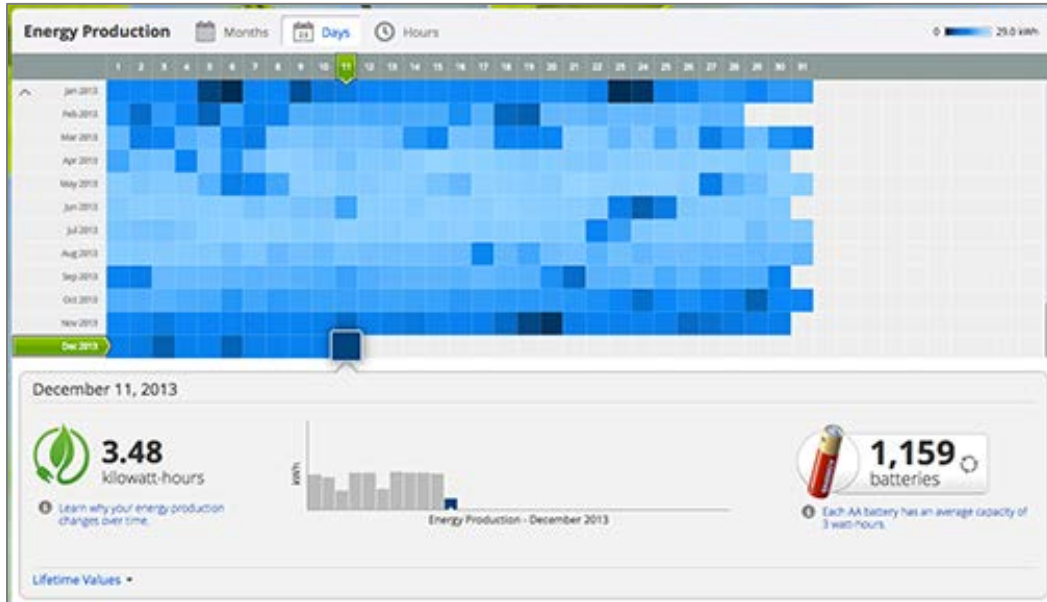 Energy Production Months Days Hours 0 29.0 kWh
1 2 3 4 5 6 7 8 9 10 11 12 13 14 15 16 17 18 19 20 21 22 23 24 25 26 27 28 29 30 31
Jan 2013
Feb 2013
Mar 2013
Apr 2013
May 2013
Jun 2013
Jul 2013
Aug 2013
Sep 2013
Oct 2013
Nov 2013
Dec 2013
December 11, 2013
3.48
kilowatt-hours
Learn why your energy production
changes over time.
kWh
Energy Production - December 2013
1,159
batteries
Each AA battery has an average capacity of
3 watt-hours.
Lifetime Values